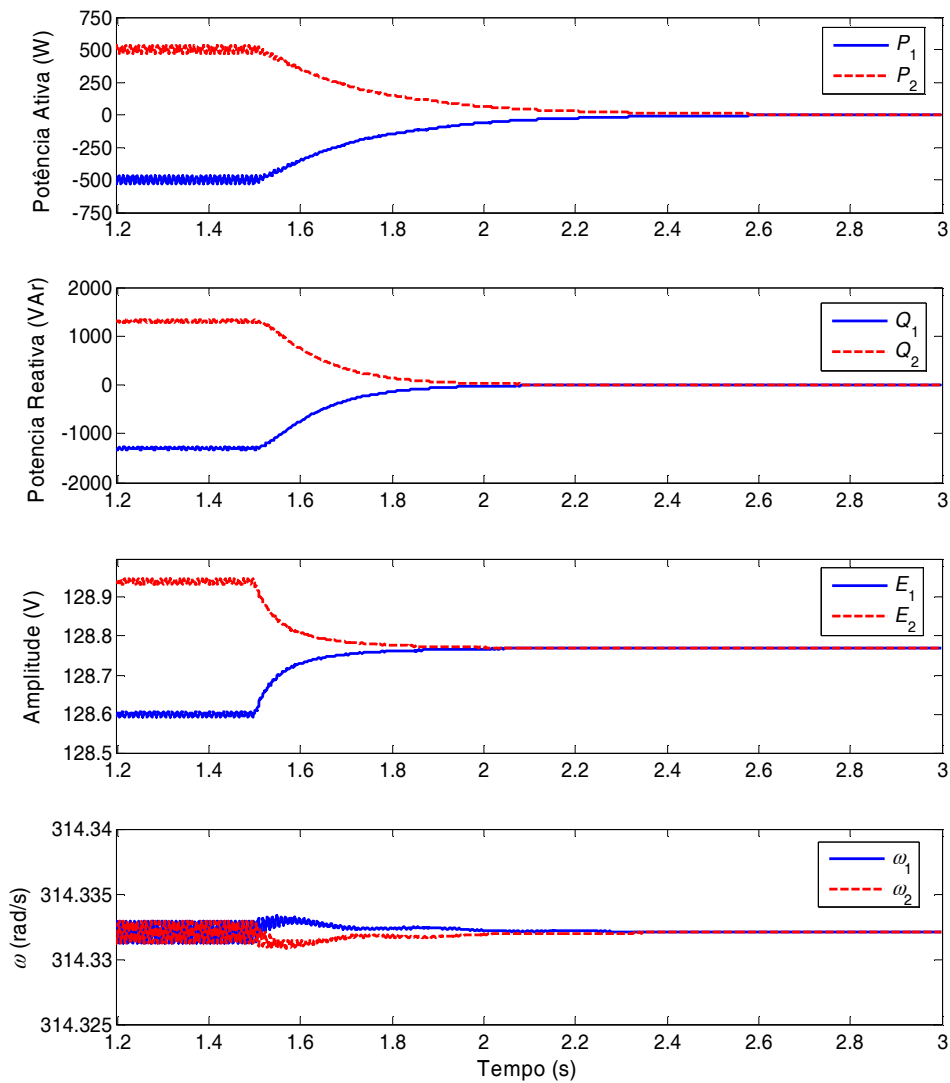 Potência Ativa (W)
750
500
250
0
-250
-500
-750
P1
P2
1.2 1.4 1.6 1.8 2 2.2 2.4 2.6 2.8 3
Potencia Reativa (VAr)
2000
1000
0
-1000
-2000
Q1
Q2
1.2 1.4 1.6 1.8 2 2.2 2.4 2.6 2.8 3
Amplitude (V)
128.9
128.8
128.7
128.6
128.5
E1
E2
1.2 1.4 1.6 1.8 2 2.2 2.4 2.6 2.8 3
ω (rad/s)
314.34
314.335
314.33
314.325
ω1
ω2
1.2 1.4 1.6 1.8 2 2.2 2.4 2.6 2.8 3
Tempo (s)